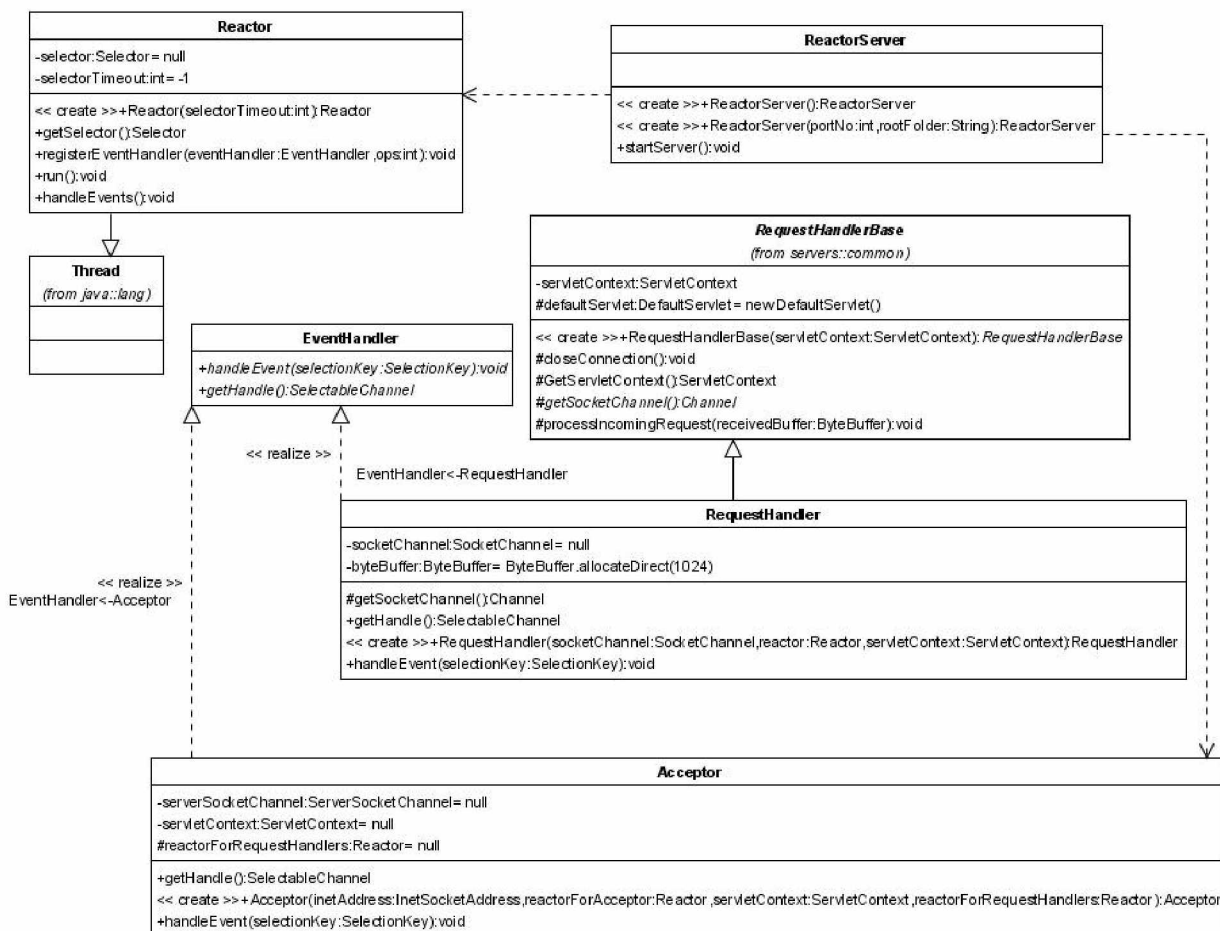 Reactor
-selector:Selector= null
-selectorTimeout:int= -1
<< create >>+Reactor(selectorTimeout:int):Reactor
+getSelector():Selector
+registerEventHandler(eventHandler:EventHandler,ops:int):void
+run():void
+handleEvents():void
ReactorServer
<< create >>+ReactorServer():ReactorServer
<< create >>+ReactorServer(portNo:int,rootFolder:String):ReactorServer
+startServer():void
Thread
(from java::lang)
RequestHandlerBase
(from servers::common)
-servletContext:ServletContext
#defaultServlet:DefaultServlet= newDefaultServlet()
<< create >>+RequestHandlerBase(servletContext:ServletContext):RequestHandlerBase
#closeConnection():void
#GetServletContext():ServletContext
#getSocketChannel():Channel
#processIncomingRequest(receivedBuffer:ByteBuffer):void
EventHandler
+handleEvent(selectionKey:SelectionKey):void
+getHandle():SelectableChannel
<< realize >>
EventHandler<-RequestHandler
RequestHandler
-socketChannel:SocketChannel= null
-byteBuffer:ByteBuffer= ByteBuffer.allocateDirect(1024)
#getSocketChannel():Channel
+getHandle():SelectableChannel
<< create >>+RequestHandler(socketChannel:SocketChannel,reactor:Reactor,servletContext:ServletContext):RequestHandler
+handleEvent(selectionKey:SelectionKey):void
<< realize >>
EventHandler<-Acceptor
Acceptor
-serverSocketChannel:ServerSocketChannel= null
-servletContext:ServletContext= null
#reactorForRequestHandlers:Reactor= null
+getHandle():SelectableChannel
<< create >>+Acceptor(inetAddress:InetSocketAddress,reactorForAcceptor:Reactor,servletContext:ServletContext,reactorForRequestHandlers:Reactor):Acceptor
+handleEvent(selectionKey:SelectionKey):void